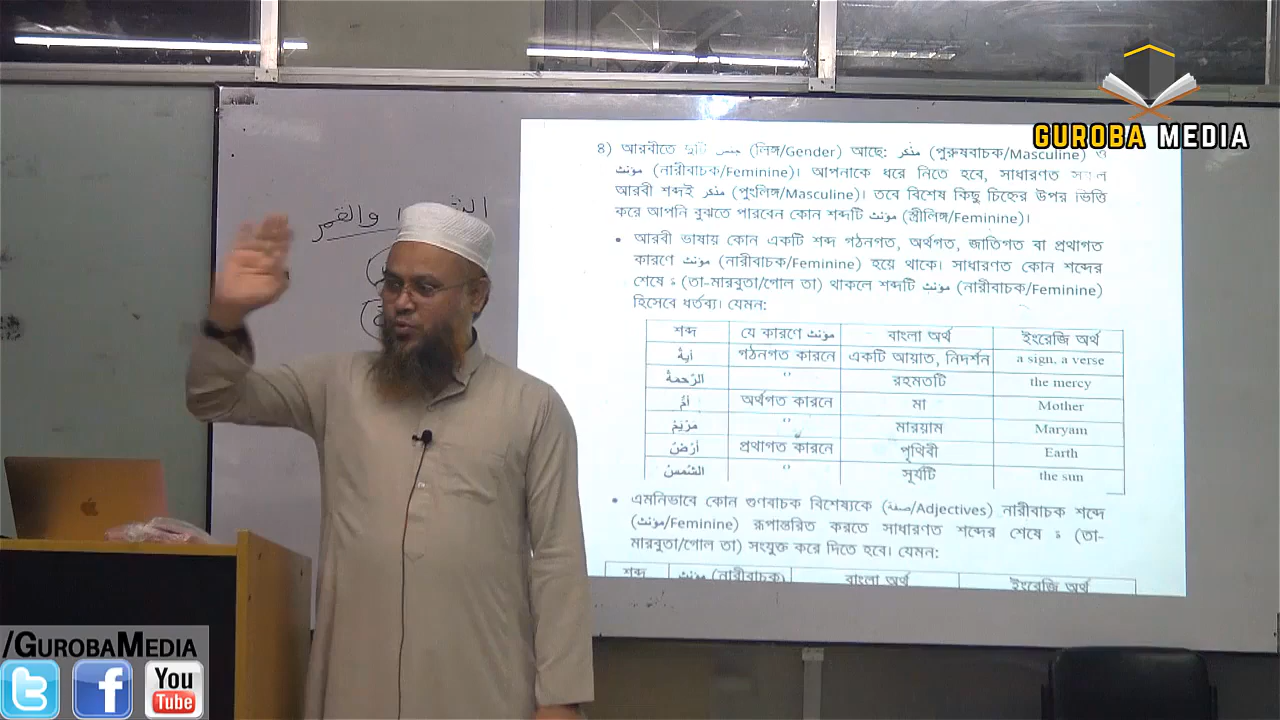 GUROBA MEDIA
والقمر
৪) আরবীতে দুটি جنس (লিঙ্গ/Gender) আছে: مذكر (পুরুষবাচক/Masculine) ও
مؤنث (নারীবাচক/Feminine)। আপনাকে ধরে নিতে হবে, সাধারণত সকল
আরবী শব্দই مذكر (পুংলিঙ্গ/Masculine)। তবে বিশেষ কিছু চিহ্নের উপর ভিত্তি
করে আপনি বুঝতে পারবেন কোন শব্দটি مؤنث (স্ত্রীলিঙ্গ/Feminine)।
• আরবী ভাষায় কোন একটি শব্দ গঠনগত, অর্থগত, জাতিগত বা প্রথাগত
কারণে مؤنث (নারীবাচক/Feminine) হয়ে থাকে। সাধারণত কোন শব্দের
শেষে ة (তা-মারবুতা/গোল তা) থাকলে শব্দটি مؤنث (নারীবাচক/Feminine)
হিসেবে ধর্তব্য। যেমন:
শব্দ যে কারণে مؤنث বাংলা অর্থ ইংরেজি অর্থ
آيةٌ গঠনগত কারনে একটি আয়াত, নিদর্শন a sign, a verse
الرّحمةُ " রহমতটি the mercy
أمٌّ অর্থগত কারনে মা Mother
مَرْيَمُ " মারয়াম Maryam
أرْضٌ প্রথাগত কারনে পৃথিবী Earth
الشّمسُ " সূর্যটি the sun
• এমনিভাবে কোন গুণবাচক বিশেষ্যকে (صفة/Adjectives) নারীবাচক শব্দে
(مؤنث/Feminine) রূপান্তরিত করতে সাধারণত শব্দের শেষে ة (তা-
মারবুতা/গোল তা) সংযুক্ত করে দিতে হবে। যেমন:
শব্দ مؤنث (নারীবাচক) বাংলা অর্থ ইংরেজি অর্থ
/GUROBAMEDIA
You
Tube